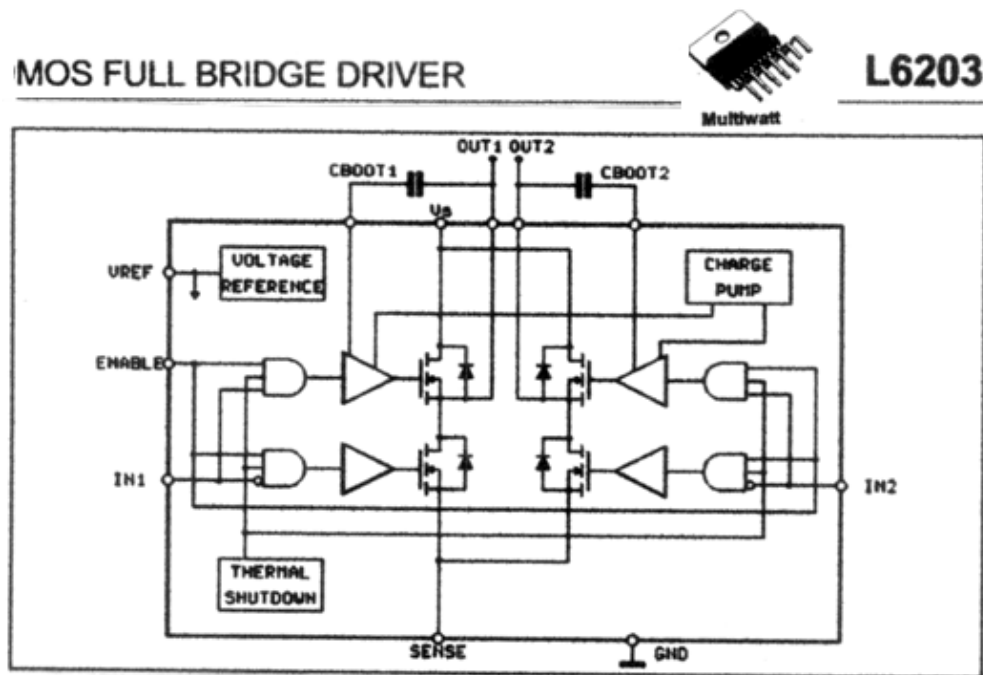 MOS FULL BRIDGE DRIVER
L6203
Multiwatt
OUT1 OUT2
CBOOT1
CBOOT2
Vs
VREF
VOLTAGE
REFERENCE
CHARGE
PUMP
ENABLE
IN1
IN2
THERMAL
SHUTDOWN
SENSE
GND